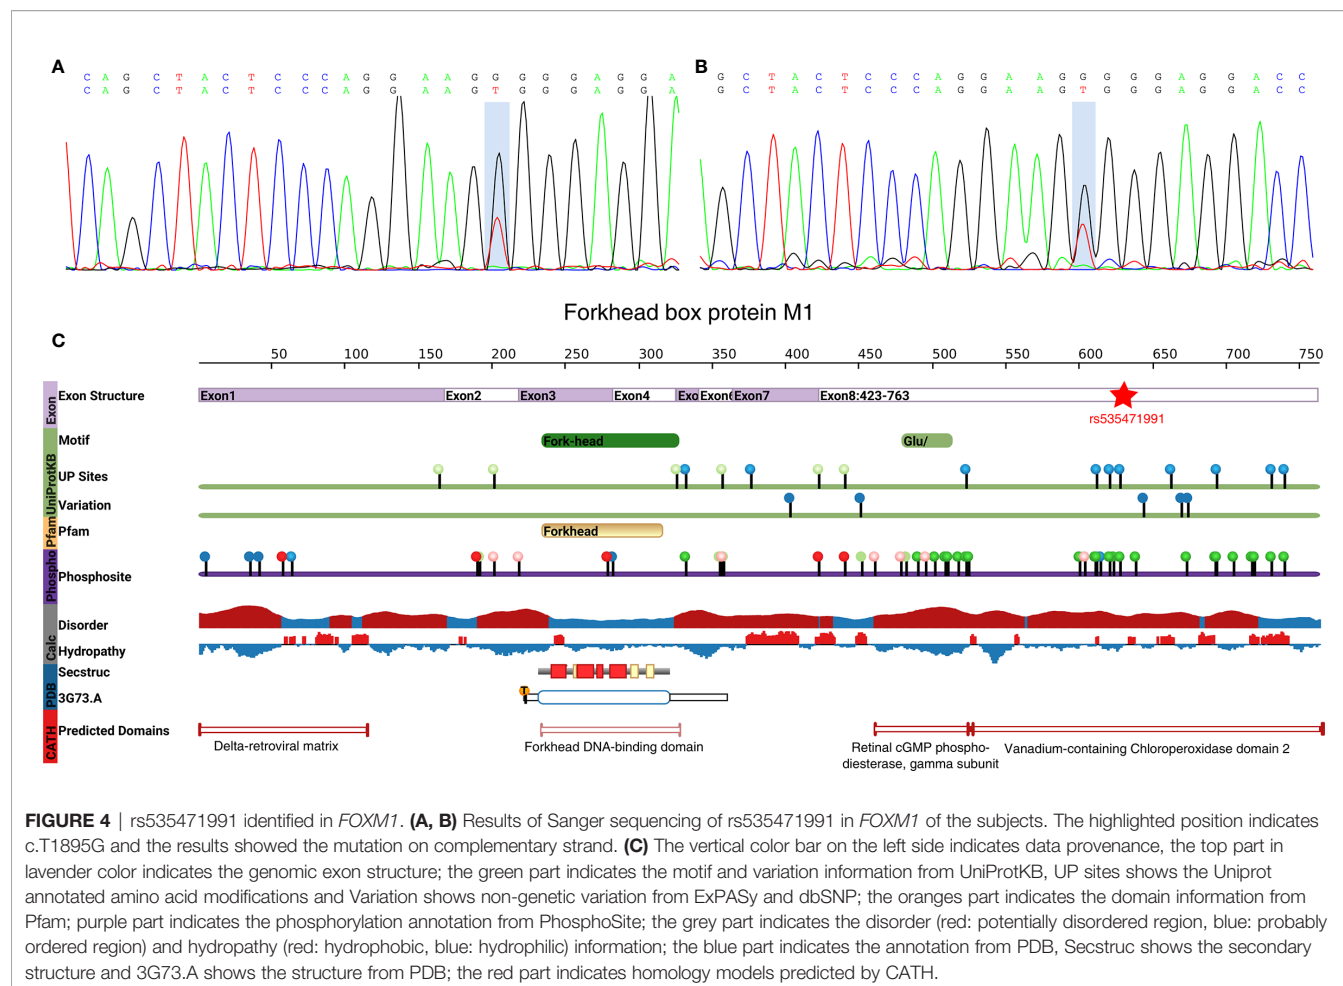 A
C A G C T A C T C C C A G G A A G G G G A G G A
C A G C T A C T C C C A G G A A G T G G A G G A
B
G C T A C T C C C A G G A A G G G G A G G A C C
G C T A C T C C C A G G A A G T G G A G G A C C
Forkhead box protein M1
C
50 100 150 200 250 300 350 400 450 500 550 600 650 700 750
Exon
Exon Structure
Exon1 Exon2 Exon3 Exon4 Exo Exon6 Exon7 Exon8:423-763
rs535471991
UniProtKB
Motif
Fork-head
Glu/
UP Sites
Variation
Pfam
Pfam
Forkhead
Phospho
Phosphosite
Calc
Disorder
Hydropathy
PDB
Secstruc
3G73.A
T
CATH
Predicted Domains
Delta-retroviral matrix
Forkhead DNA-binding domain
Retinal cGMP phospho-
diesterase, gamma subunit
Vanadium-containing Chloroperoxidase domain 2
FIGURE 4 | rs535471991 identified in FOXM1. (A, B) Results of Sanger sequencing of rs535471991 in FOXM1 of the subjects. The highlighted position indicates
c.T1895G and the results showed the mutation on complementary strand. (C) The vertical color bar on the left side indicates data provenance, the top part in
lavender color indicates the genomic exon structure; the green part indicates the motif and variation information from UniProtKB, UP sites shows the Uniprot
annotated amino acid modifications and Variation shows non-genetic variation from ExPASy and dbSNP; the oranges part indicates the domain information from
Pfam; purple part indicates the phosphorylation annotation from PhosphoSite; the grey part indicates the disorder (red: potentially disordered region, blue: probably
ordered region) and hydropathy (red: hydrophobic, blue: hydrophilic) information; the blue part indicates the annotation from PDB, Secstruc shows the secondary
structure and 3G73.A shows the structure from PDB; the red part indicates homology models predicted by CATH.